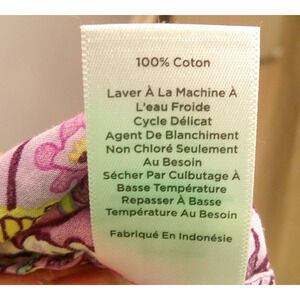 100% Coton
Laver À La Machine À
L'eau Froide
Cycle Délicat
Agent De Blanchiment
Non Chloré Seulement
Au Besoin
Sécher Par Culbutage À
Basse Température
Repasser À Basse
Température Au Besoin
Fabriqué En Indonésie